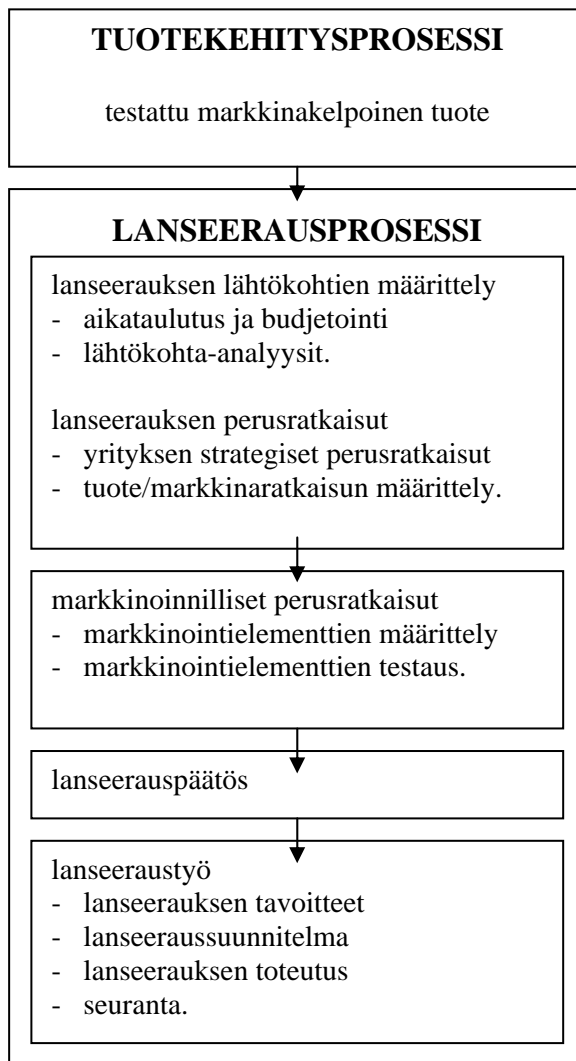 TUOTEKEHITYSPROSESSI
testattu markkinakelpoinen tuote
LANSEERAUSPROSESSI
lanseerauksen lähtökohtien määrittely
- aikataulutus ja budjetointi
- lähtökohta-analyysit.
lanseerauksen perusratkaisut
- yrityksen strategiset perusratkaisut
- tuote/markkinaratkaisun määrittely.
markkinoinnilliset perusratkaisut
- markkinointielementtien määrittely
- markkinointielementtien testaus.
lanseerauspäätös
lanseeraustyö
- lanseerauksen tavoitteet
- lanseeraussuunnitelma
- lanseerauksen toteutus
- seuranta.